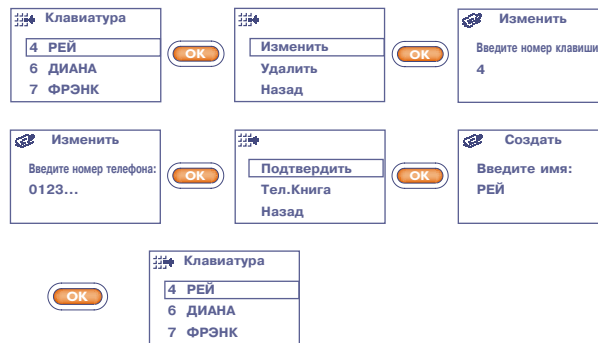 Клавиатура
4 РЕЙ
6 ДИАНА
7 ФРЭНК
OK
Изменить
Удалить
Назад
OK
Изменить
Введите номер клавиши
4
Изменить
Введите номер телефона:
0123...
OK
Подтвердить
Тел.Книга
Назад
OK
Создать
Введите имя:
РЕЙ
OK
Клавиатура
4 РЕЙ
6 ДИАНА
7 ФРЭНК